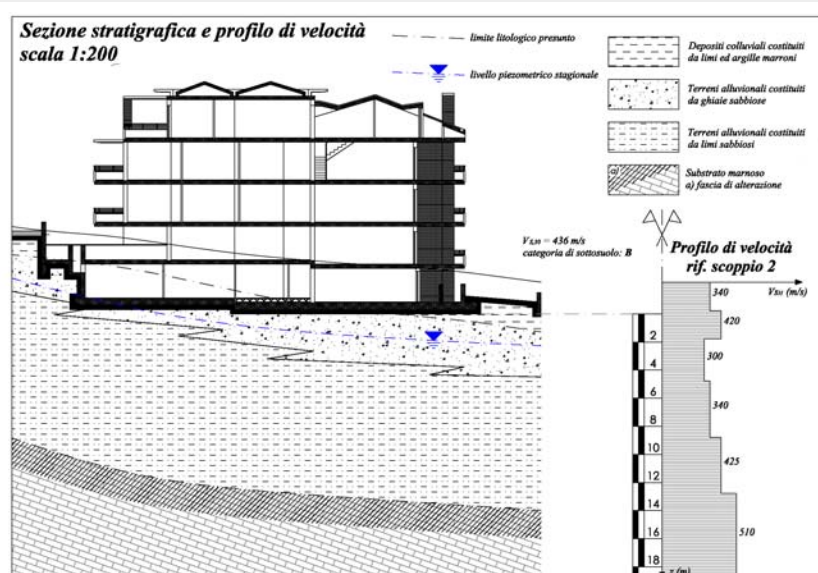 Sezione stratigrafica e profilo di velocità
scala 1:200
limite litologico presunto
livello piezometrico stagionale
Depositi colluviali costituiti
da limi ed argille marroni
Terreni alluvionali costituiti
da ghiaie sabbiose
Terreni alluvionali costituiti
da limi sabbiosi
a)
Substrato marnoso
a) fascia di alterazione
VS,30 = 436 m/s
categoria di sottosuolo: B
Profilo di velocità
rif. scoppio 2
VSH (m/s)
340
420
300
340
425
510
2
4
6
8
10
12
14
16
18
z (m)